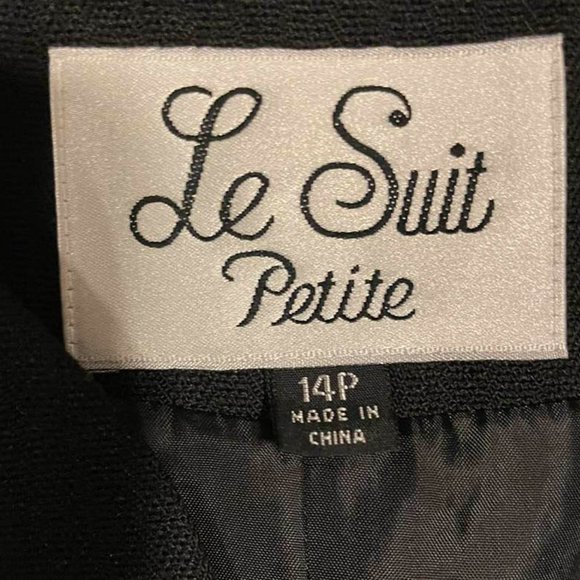 Le Suit
Petite
14P
MADE IN
CHINA